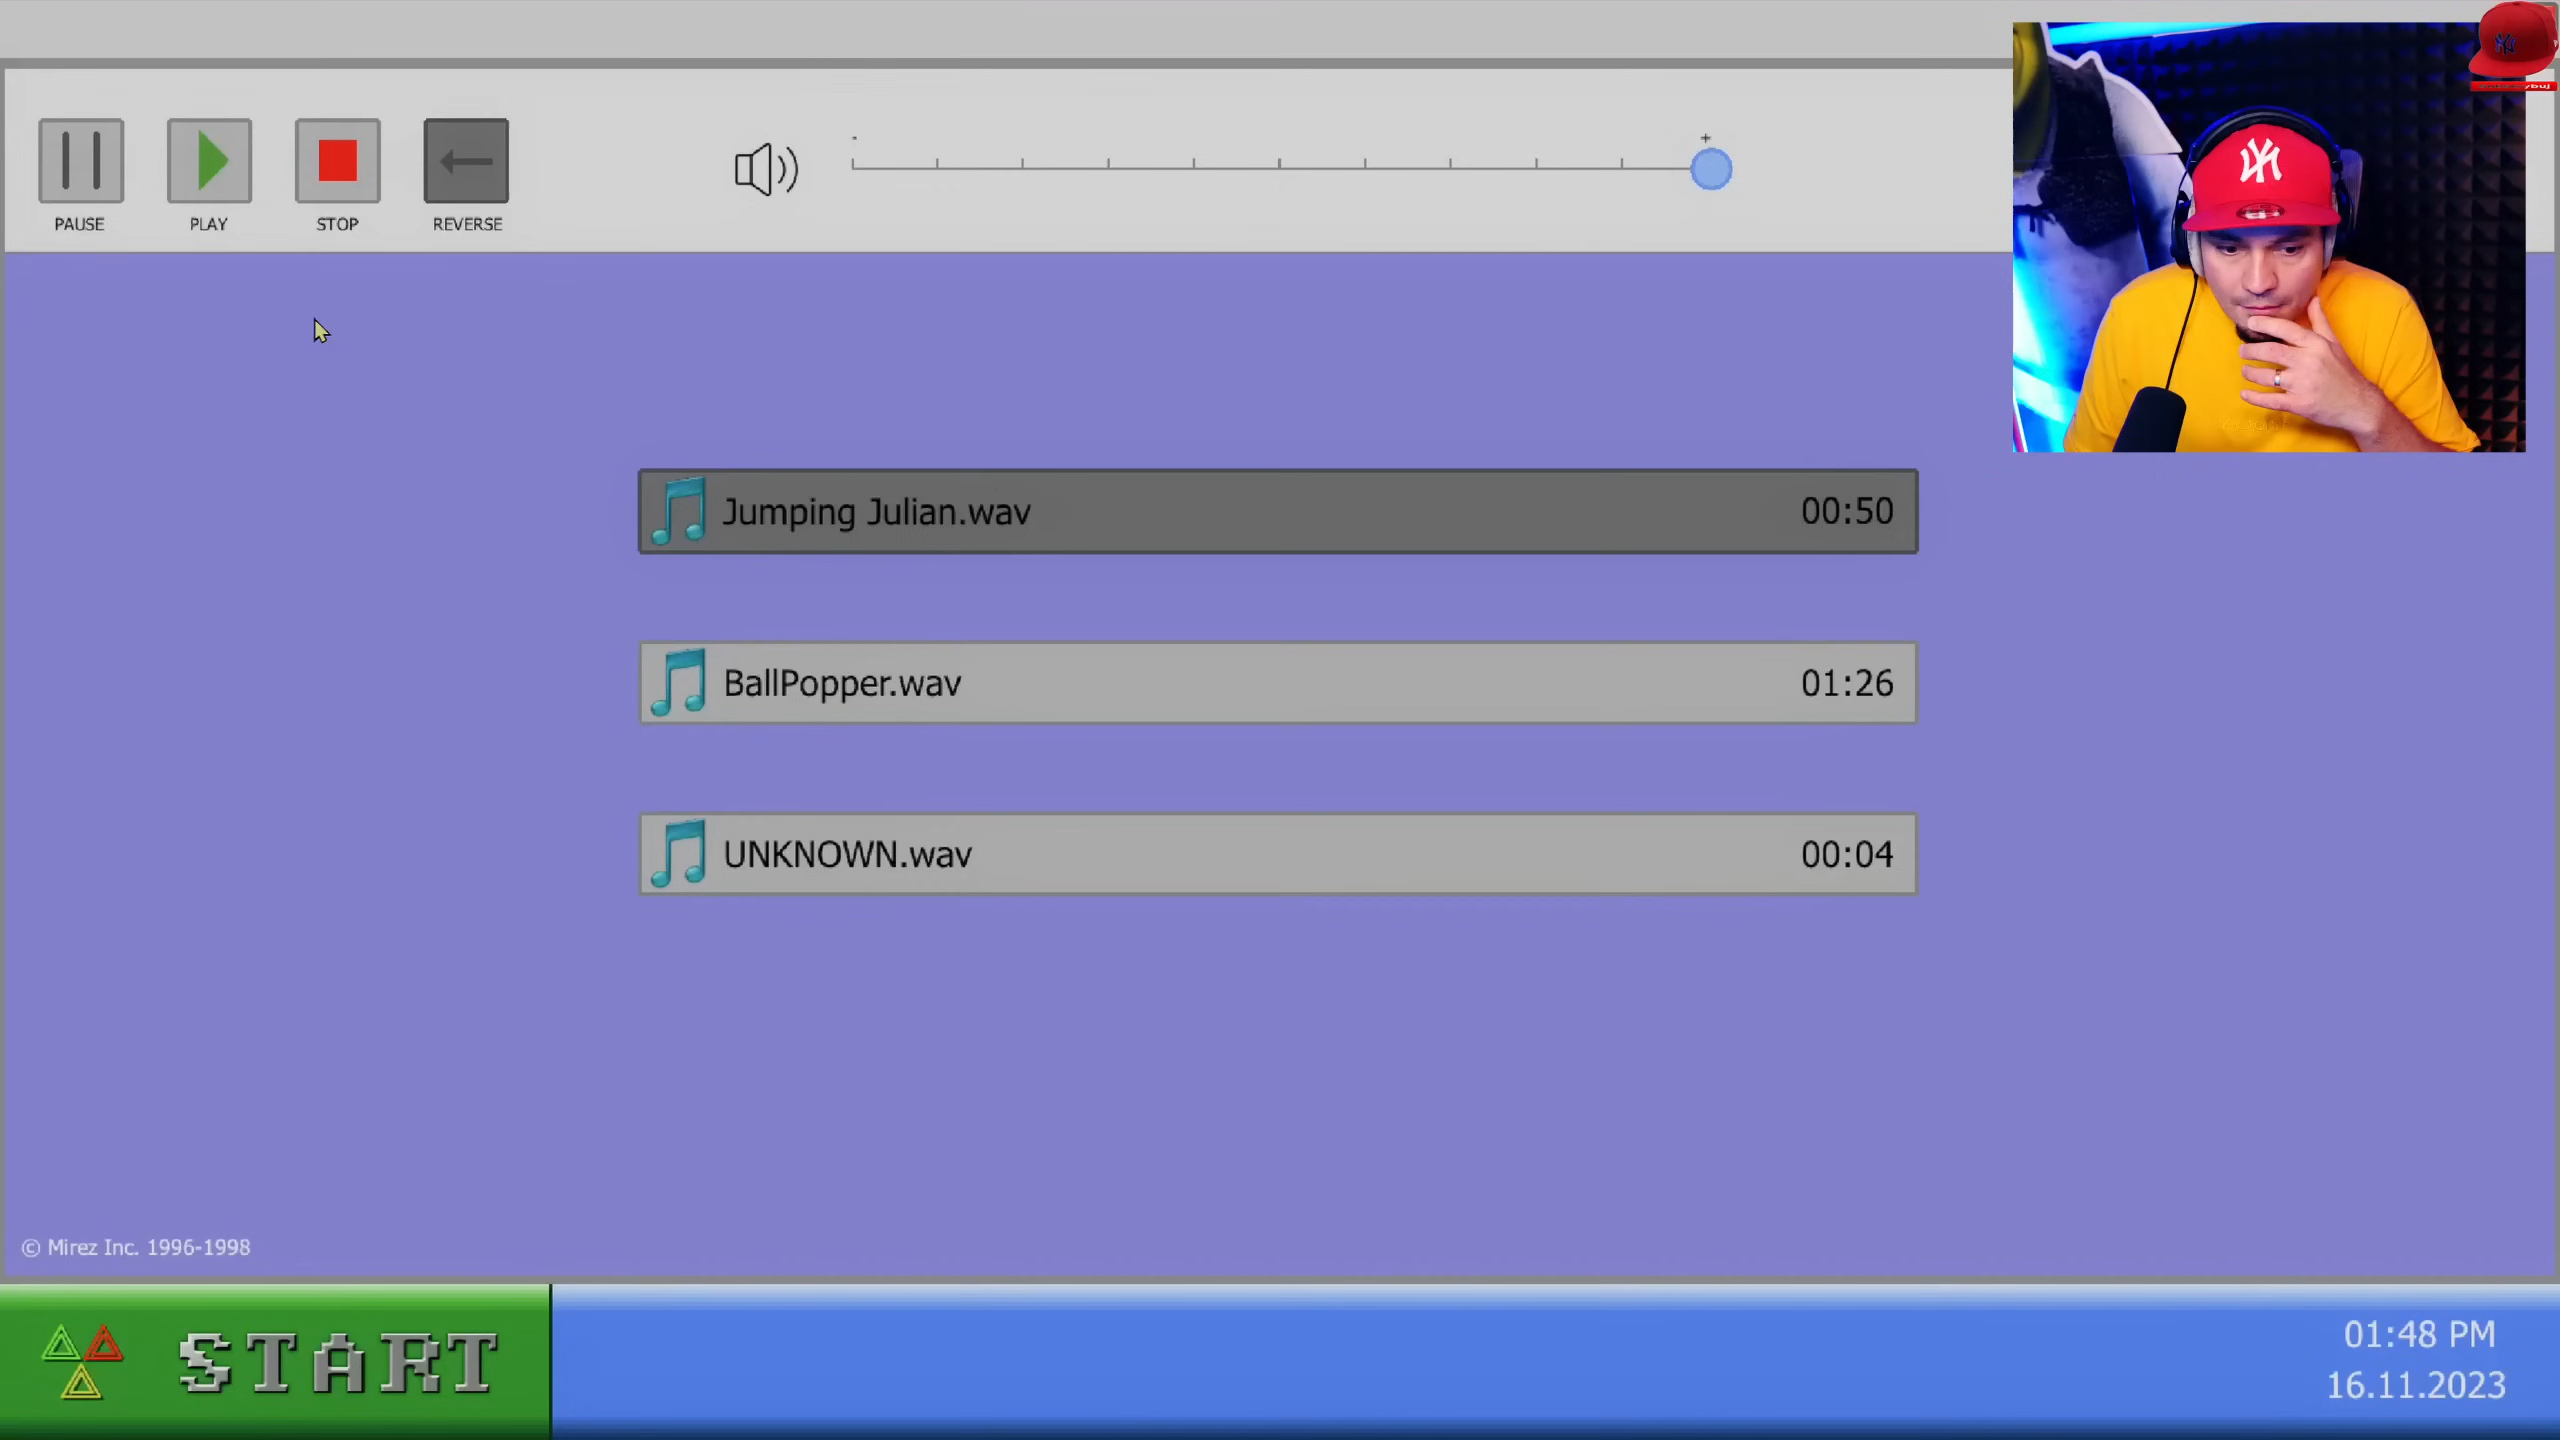 - +
PAUSE PLAY STOP REVERSE
Jumping Julian.wav 00:50
BallPopper.wav 01:26
UNKNOWN.wav 00:04
© Mirez Inc. 1996-1998
START
01:48 PM
16.11.2023